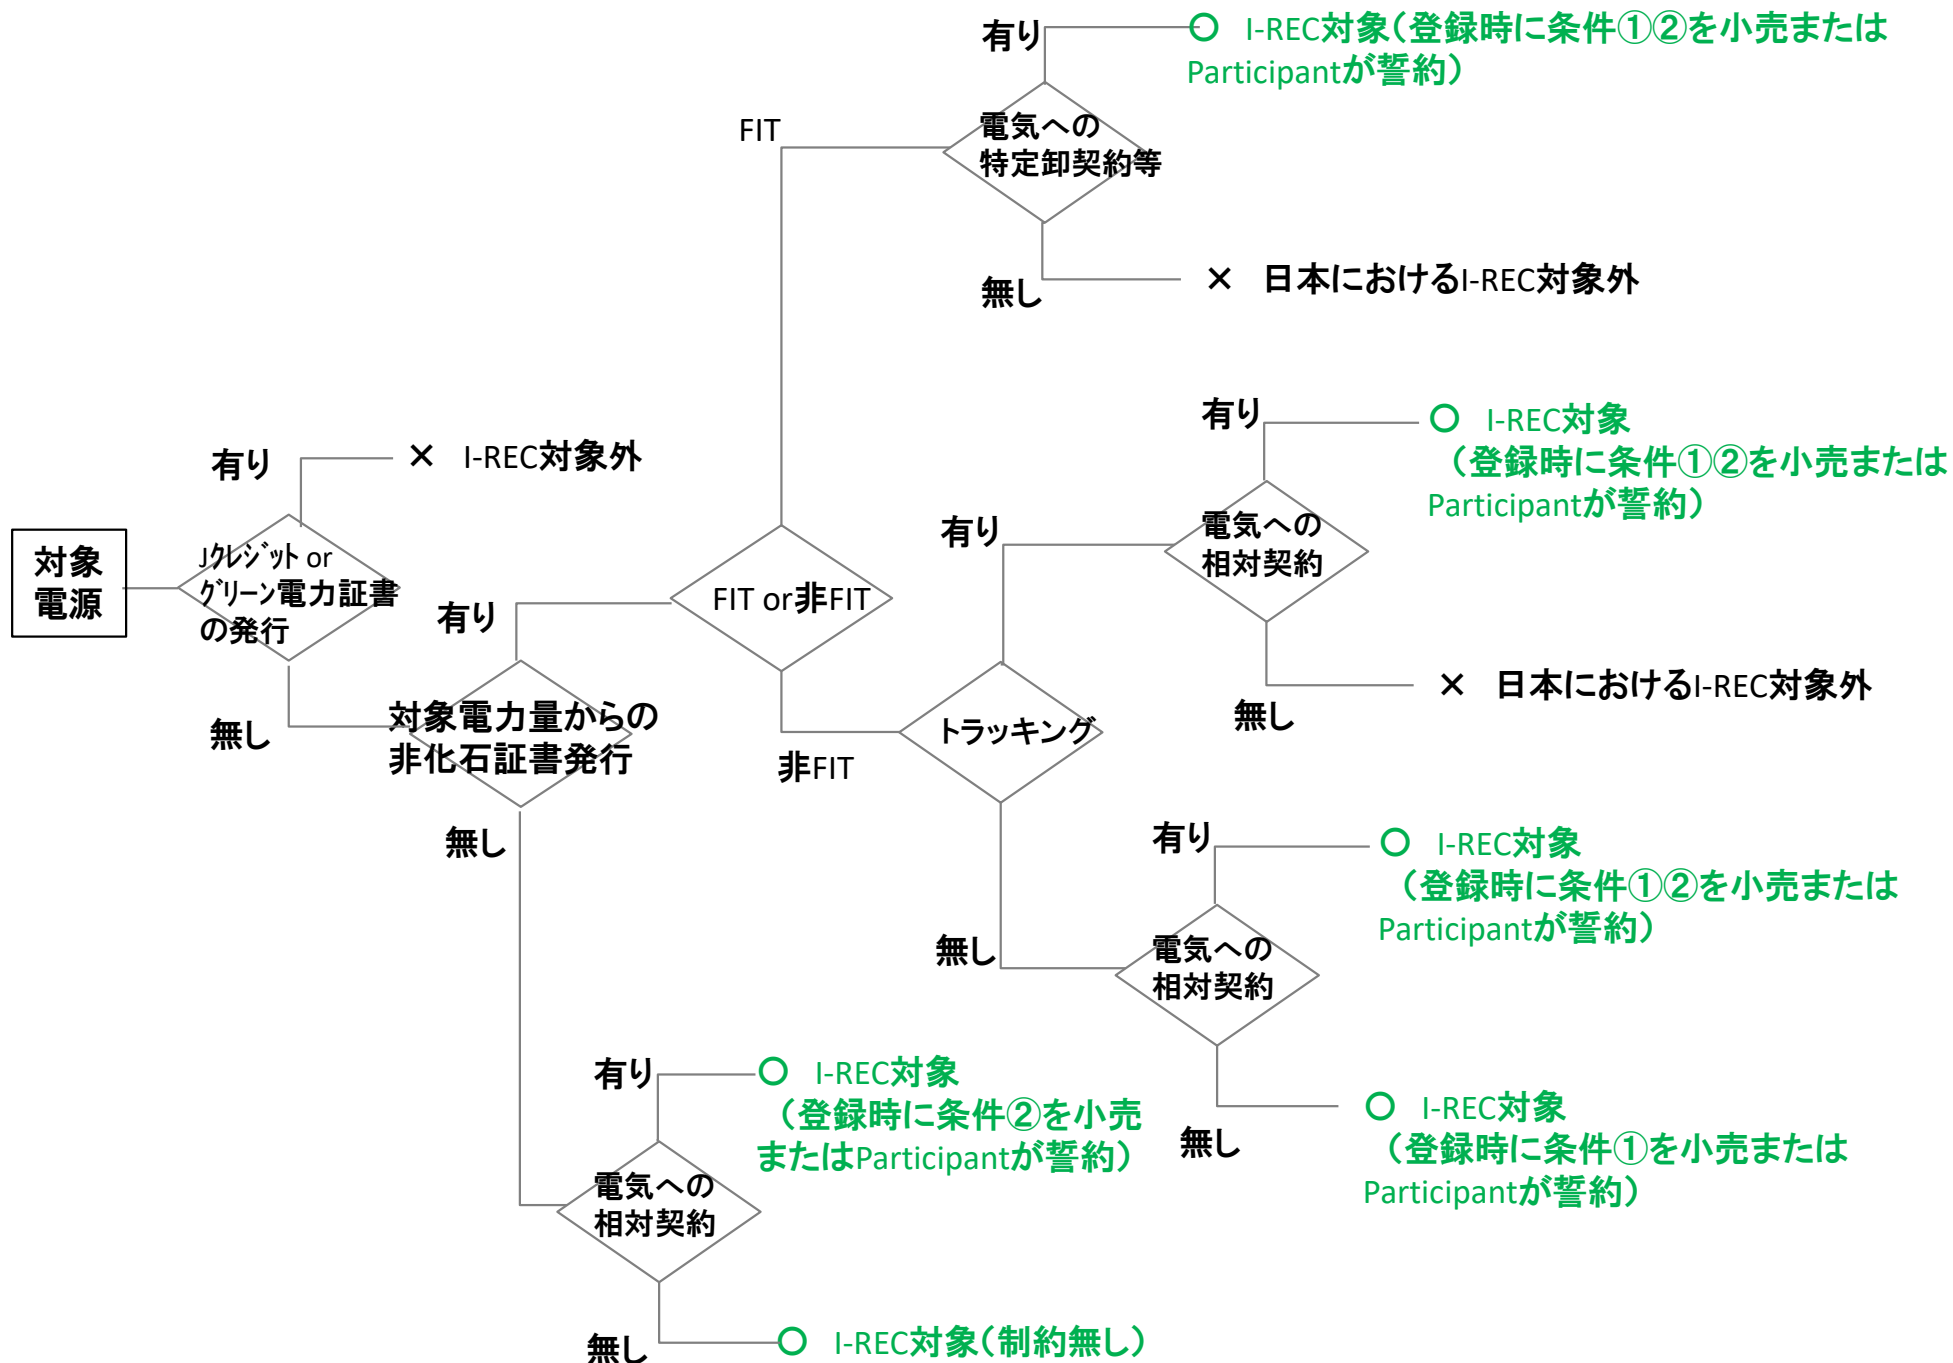 有り
○ I-REC対象（登録時に条件①②を小売または
Participantが誓約）
FIT
電気への
特定卸契約等
無し
× 日本におけるI-REC対象外
有り
○ I-REC対象
（登録時に条件①②を小売または
Participantが誓約）
有り
× I-REC対象外
対象
電源
Jｸﾚｼﾞｯﾄ or
ｸﾞﾘｰﾝ電力証書
の発行
有り
電気への
相対契約
有り
FIT or非FIT
無し
× 日本におけるI-REC対象外
無し
対象電力量からの
非化石証書発行
トラッキング
非FIT
無し
有り
○ I-REC対象
（登録時に条件①②を小売または
Participantが誓約）
無し
電気への
相対契約
有り
○ I-REC対象
（登録時に条件②を小売
またはParticipantが誓約）
無し
○ I-REC対象
（登録時に条件①を小売または
Participantが誓約）
電気への
相対契約
無し
○ I-REC対象（制約無し）